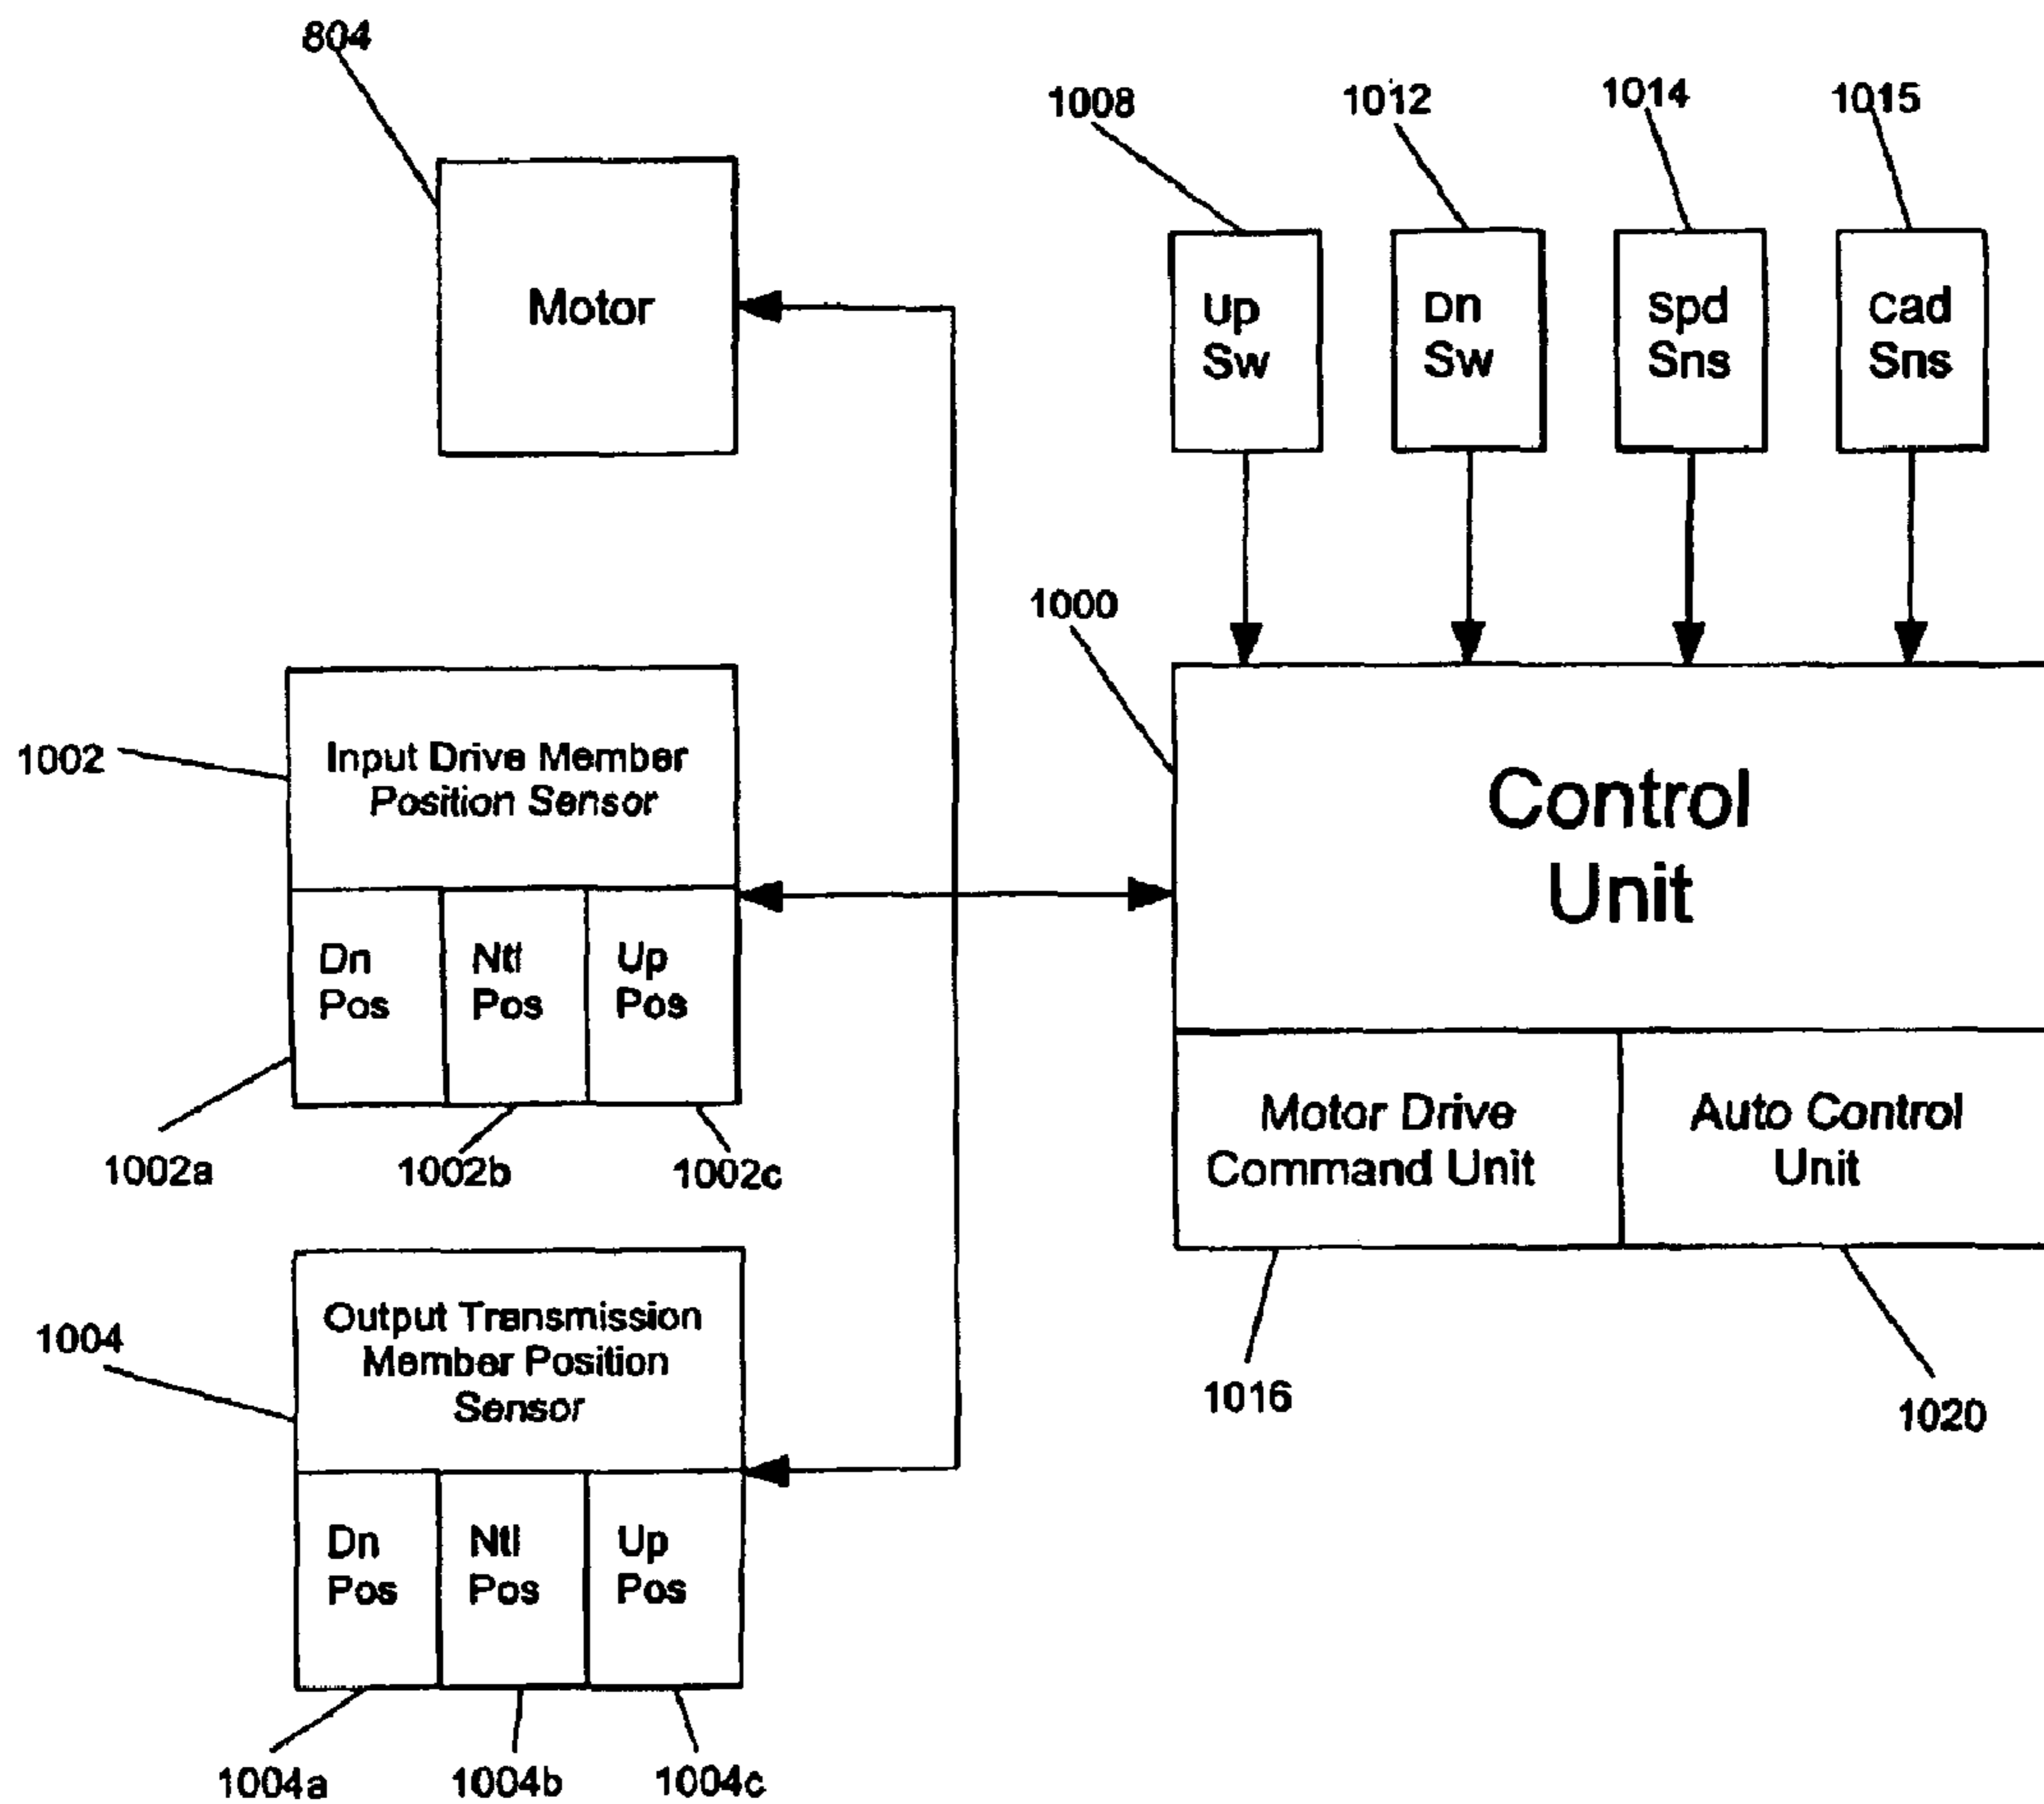 804
1008
1012
1014
1015
Motor
Up
Sw
Dn
Sw
Spd
Sns
Cad
Sns
1000
1002
Input Drive Member
Position Sensor
Control
Unit
Dn
Pos
Ntl
Pos
Up
Pos
Motor Drive
Command Unit
Auto Control
Unit
1002a
1002b
1002c
1004
Output Transmission
Member Position
Sensor
1016
1020
Dn
Pos
Ntl
Pos
Up
Pos
1004a
1004b
1004c